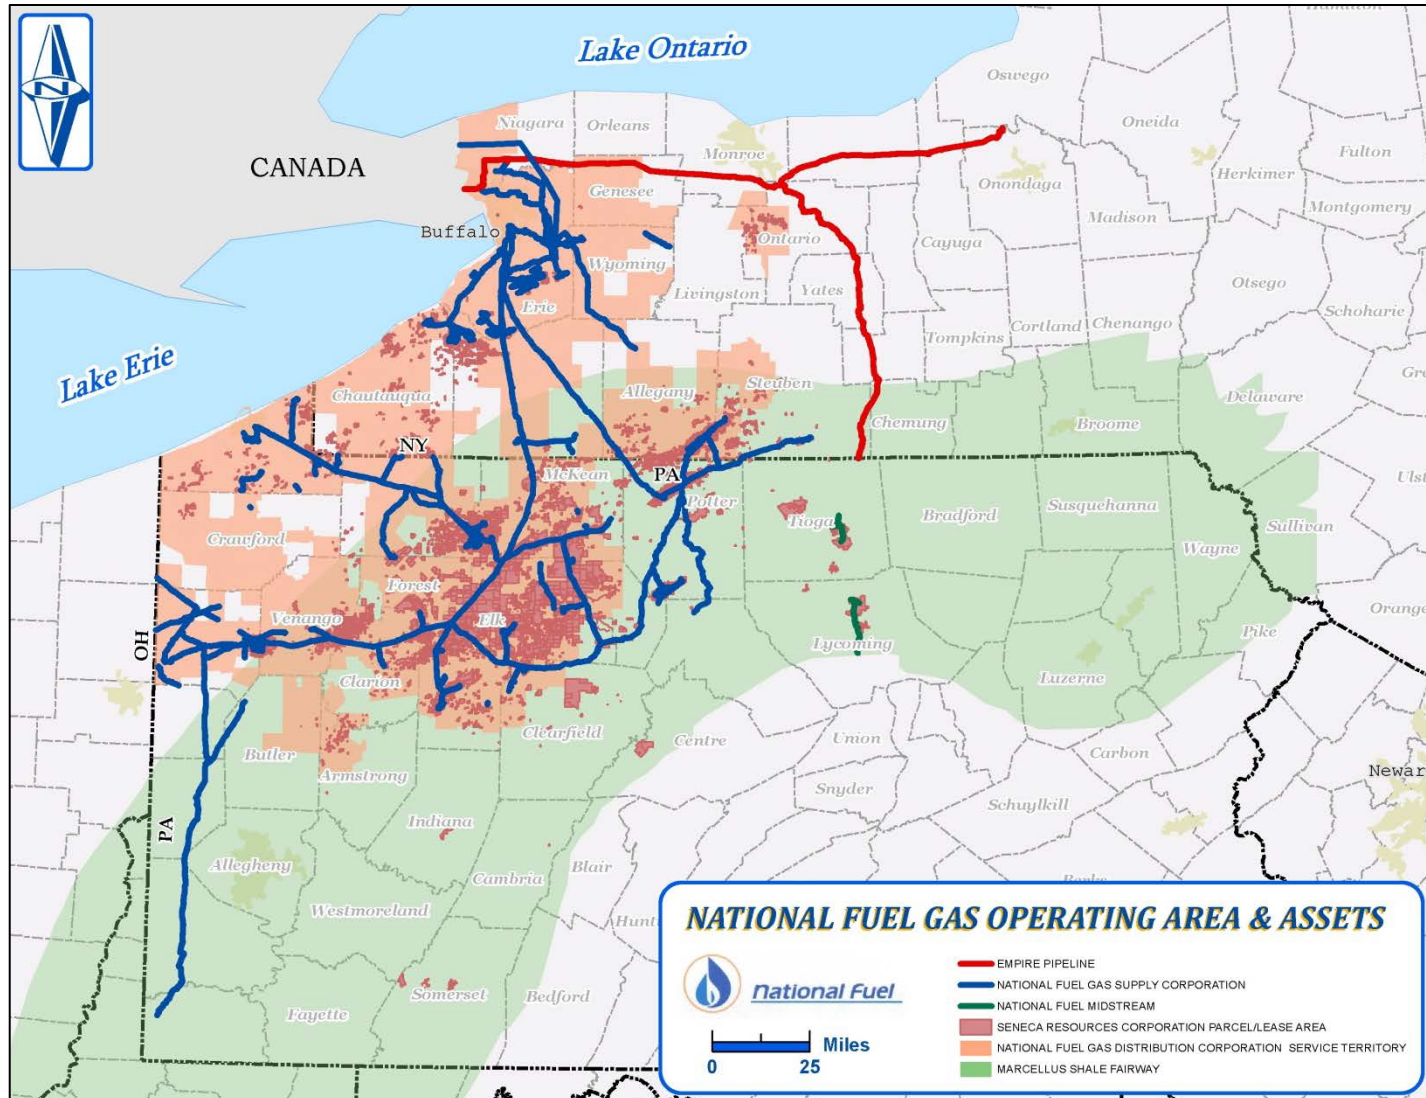 N
Lake Ontario
Oswego
Niagara
Orleans
Oneida
CANADA
Monroe
Fulton
Herkimer
Genesee
Onondaga
Montgomery
Madison
Buffalo
Ontario
Cayuga
Wyoming
Otsego
Livingston
Yates
Erie
Schoharie
Chenango
Cortland
Tompkins
Lake Erie
Steuben
Allegany
Chautauqua
Delaware
Chemung
Broome
NY
McKean
PA
Potter
Susquehanna
Bradford
Tioga
Sullivan
Crawford
Wayne
Forest
Orange
Venango
Elk
Pike
OH
Lycoming
Clarion
Luzerne
Clearfield
Centre
Union
Butler
Carbon
Armstrong
Newar
Snyder
Schuylkill
Indiana
PA
Allegheny
Blair
Cambria
Westmoreland
Hunt
Somerset
Bedford
Fayette
NATIONAL FUEL GAS OPERATING AREA & ASSETS
National Fuel
Miles
0 25
EMPIRE PIPELINE
NATIONAL FUEL GAS SUPPLY CORPORATION
NATIONAL FUEL MIDSTREAM
SENECA RESOURCES CORPORATION PARCEL/LEASE AREA
NATIONAL FUEL GAS DISTRIBUTION CORPORATION SERVICE TERRITORY
MARCELLUS SHALE FAIRWAY